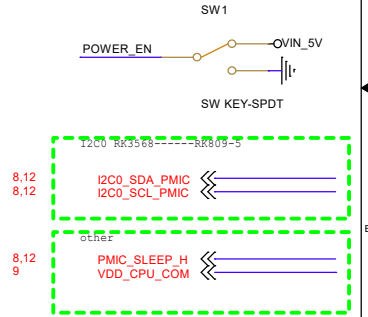 SW1
POWER_EN
VIN_5V
SW KEY-SPDT
I2C0 RK3568------RK809-5
8,12 I2C0_SDA_PMIC
8,12 I2C0_SCL_PMIC
other
8,12 PMIC_SLEEP_H
9 VDD_CPU_COM